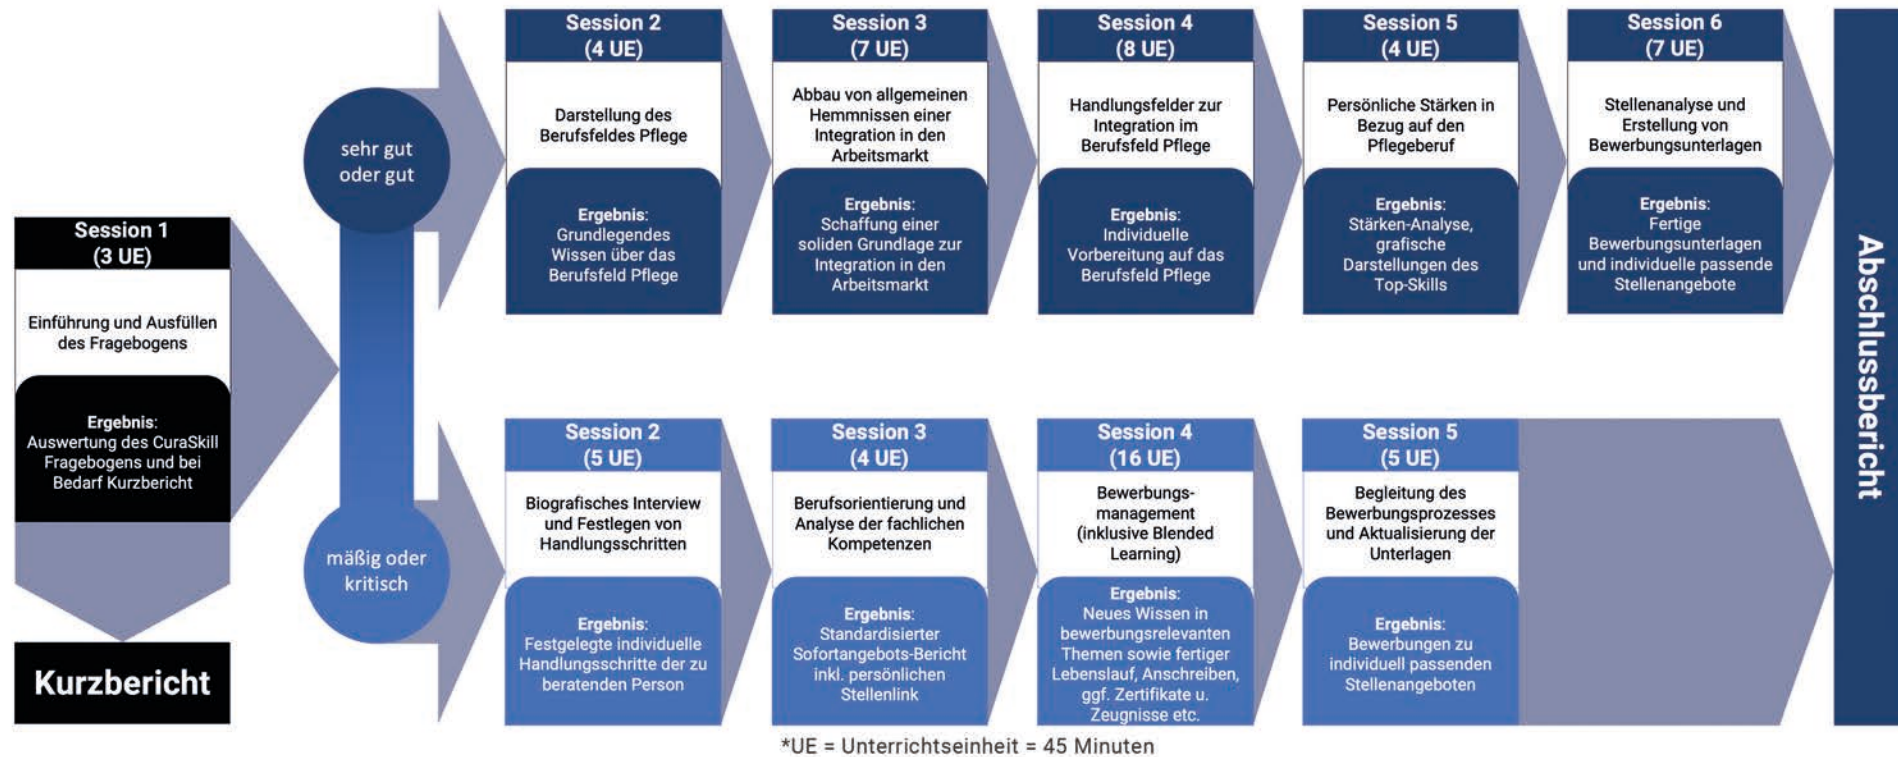 Session 1
(3 UE)
Einführung und Ausfüllen
des Fragebogens
Ergebnis:
Auswertung des CuraSkill
Fragebogens und bei
Bedarf Kurzbericht
Kurzbericht
sehr gut
oder gut
Session 2
(4 UE)
Darstellung des
Berufsfeldes Pflege
Ergebnis:
Grundlegendes
Wissen über das
Berufsfeld Pflege
Session 3
(7 UE)
Abbau von allgemeinen
Hemmnissen einer
Integration in den
Arbeitsmarkt
Ergebnis:
Schaffung einer
soliden Grundlage zur
Integration in den
Arbeitsmarkt
Session 4
(8 UE)
Handlungsfelder zur
Integration im
Berufsfeld Pflege
Ergebnis:
Individuelle
Vorbereitung auf das
Berufsfeld Pflege
Session 5
(4 UE)
Persönliche Stärken in
Bezug auf den
Pflegeberuf
Ergebnis:
Stärken-Analyse,
grafische
Darstellungen des
Top-Skills
Session 6
(7 UE)
Stellenanalyse und
Erstellung von
Bewerbungsunterlagen
Ergebnis:
Fertige
Bewerbungsunterlagen
und individuelle passende
Stellenangebote
mäßig oder
kritisch
Session 2
(5 UE)
Biografisches Interview
und Festlegen von
Handlungsschritten
Ergebnis:
Festgelegte individuelle
Handlungsschritte der zu
beratenden Person
Session 3
(4 UE)
Berufsorientierung und
Analyse der fachlichen
Kompetenzen
Ergebnis:
Standardisierter
Sofortangebots-Bericht
inkl. persönlichen
Stellenlink
Session 4
(16 UE)
Bewerbungs-
management
(inklusive Blended
Learning)
Ergebnis:
Neues Wissen in
bewerbungsrelevanten
Themen sowie fertiger
Lebenslauf, Anschreiben,
ggf. Zertifikate u.
Zeugnisse etc.
Session 5
(5 UE)
Begleitung des
Bewerbungsprozesses
und Aktualisierung der
Unterlagen
Ergebnis:
Bewerbungen zu
individuell passenden
Stellenangeboten
Abschlussbericht
*UE = Unterrichtseinheit = 45 Minuten